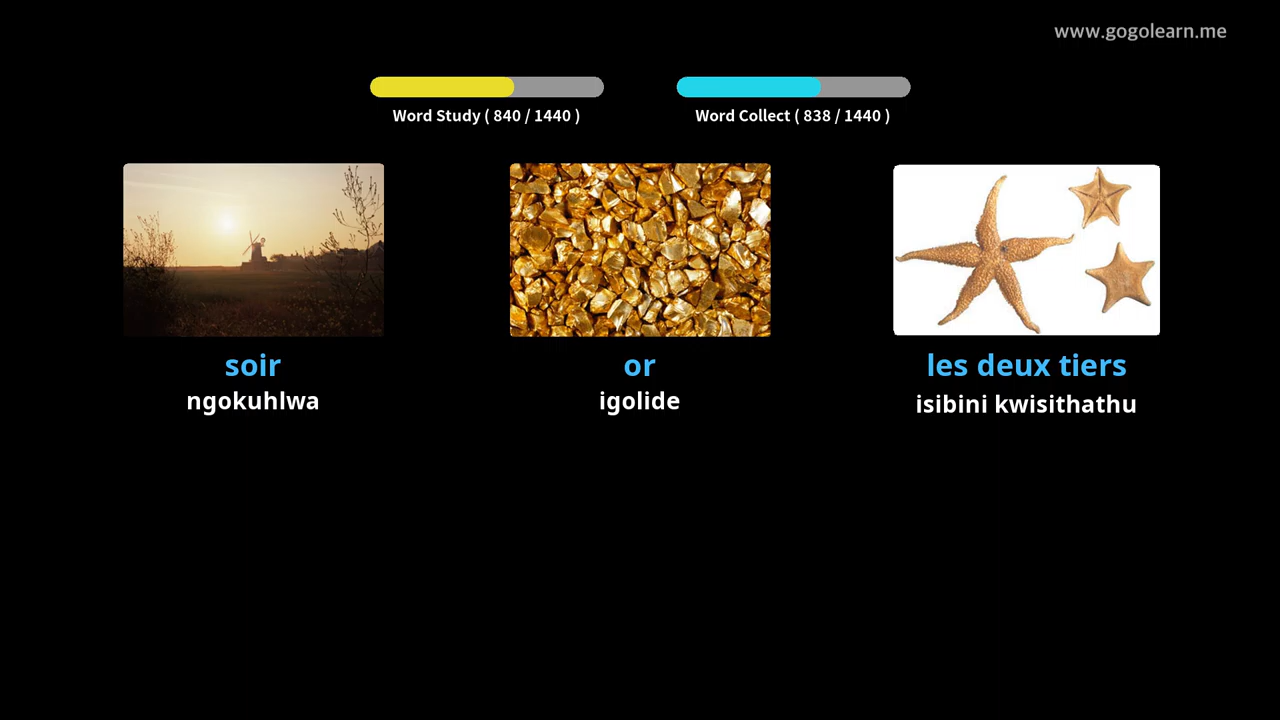 www.gogolearn.me
Word Study ( 840 / 1440 )
Word Collect ( 838 / 1440 )
soir
ngokuhlwa
or
igolide
les deux tiers
isibini kwisithathu